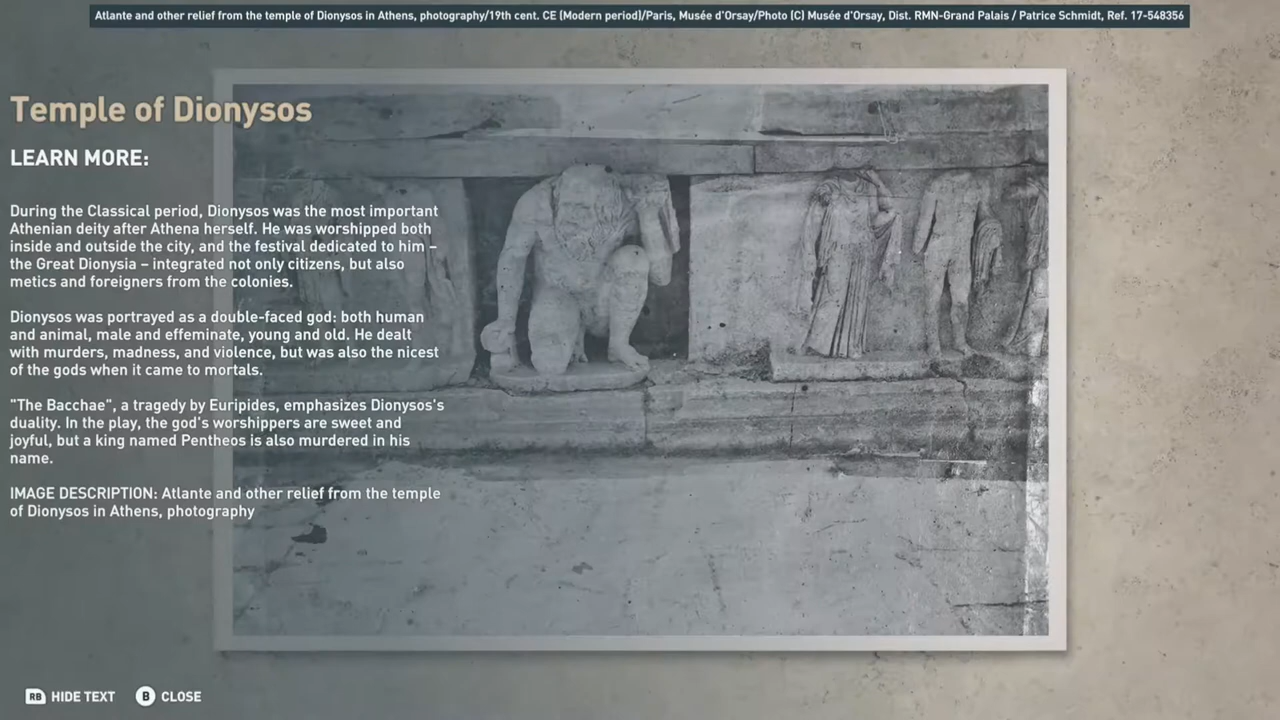 Atlante and other relief from the temple of Dionysos in Athens, photography/19th cent. CE (Modern period)/Paris, Musée d'Orsay/Photo (C) Musée d'Orsay, Dist. RMN-Grand Palais / Patrice Schmidt, Ref. 17-548356
Temple of Dionysos
LEARN MORE:
During the Classical period, Dionysos was the most important
Athenian deity after Athena herself. He was worshipped both
inside and outside the city, and the festival dedicated to him –
the Great Dionysia – integrated not only citizens, but also
metics and foreigners from the colonies.
Dionysos was portrayed as a double-faced god: both human
and animal, male and effeminate, young and old. He dealt
with murders, madness, and violence, but was also the nicest
of the gods when it came to mortals.
"The Bacchae", a tragedy by Euripides, emphasizes Dionysos's
duality. In the play, the god's worshippers are sweet and
joyful, but a king named Pentheos is also murdered in his
name.
IMAGE DESCRIPTION: Atlante and other relief from the temple
of Dionysos in Athens, photography
RB HIDE TEXT B CLOSE